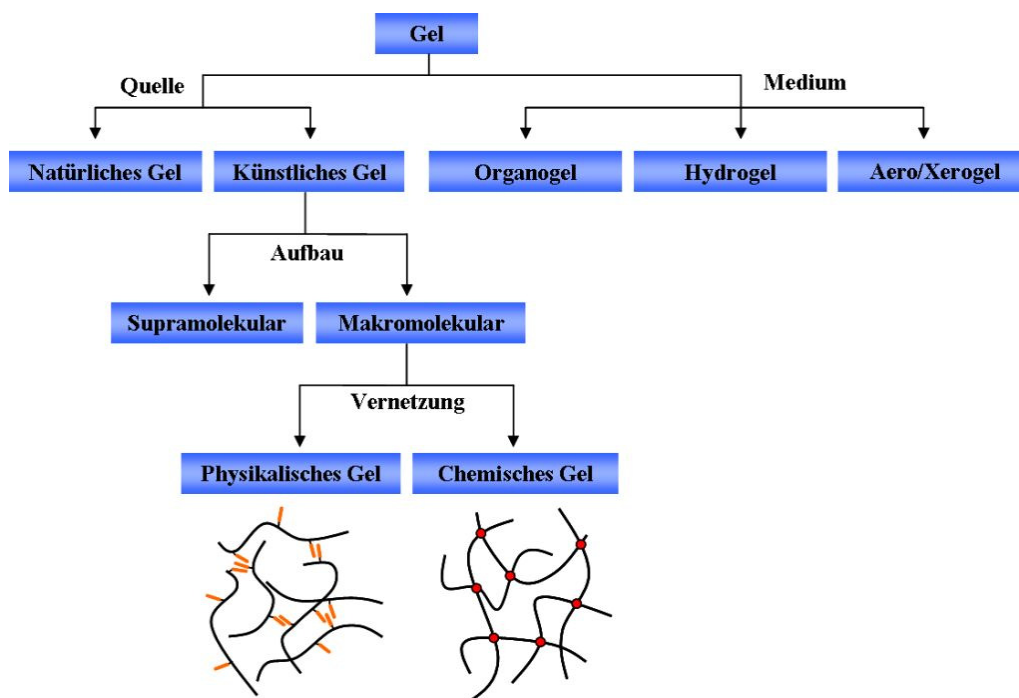 Gel
Quelle
Medium
Natürliches Gel
Künstliches Gel
Organogel
Hydrogel
Aero/Xerogel
Aufbau
Supramolekular
Makromolekular
Vernetzung
Physikalisches Gel
Chemisches Gel